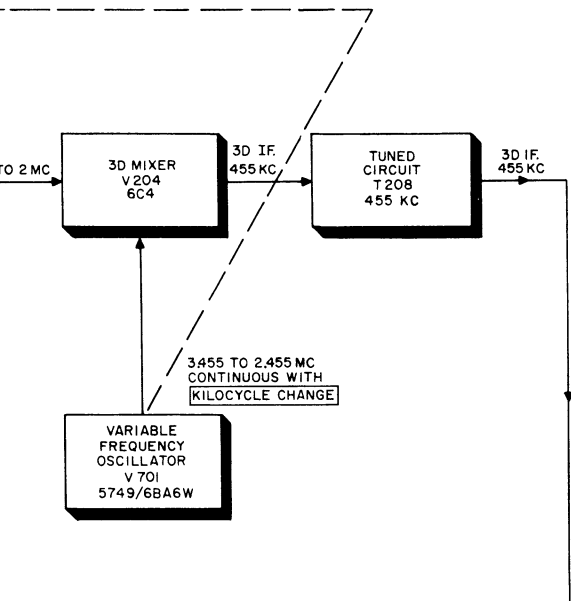 TO 2 MC
3D MIXER
V 204
6C4
3D IF.
455 KC
TUNED
CIRCUIT
T 208
455 KC
3D IF.
455 KC
3.455 TO 2.455 MC
CONTINUOUS WITH
KILOCYCLE CHANGE
VARIABLE
FREQUENCY
OSCILLATOR
V 701
5749/6BA6W